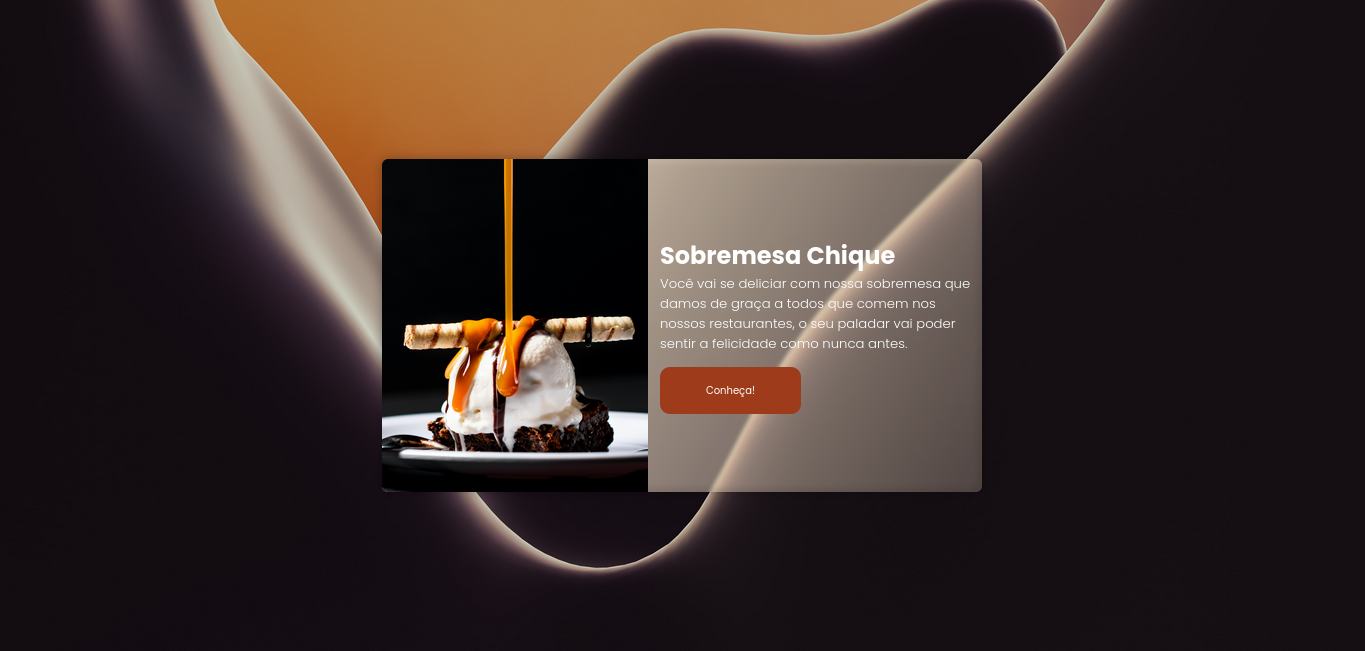 Sobremesa Chique
Você vai se deliciar com nossa sobremesa que
damos de graça a todos que comem nos
nossos restaurantes, o seu paladar vai poder
sentir a felicidade como nunca antes.
Conheça!